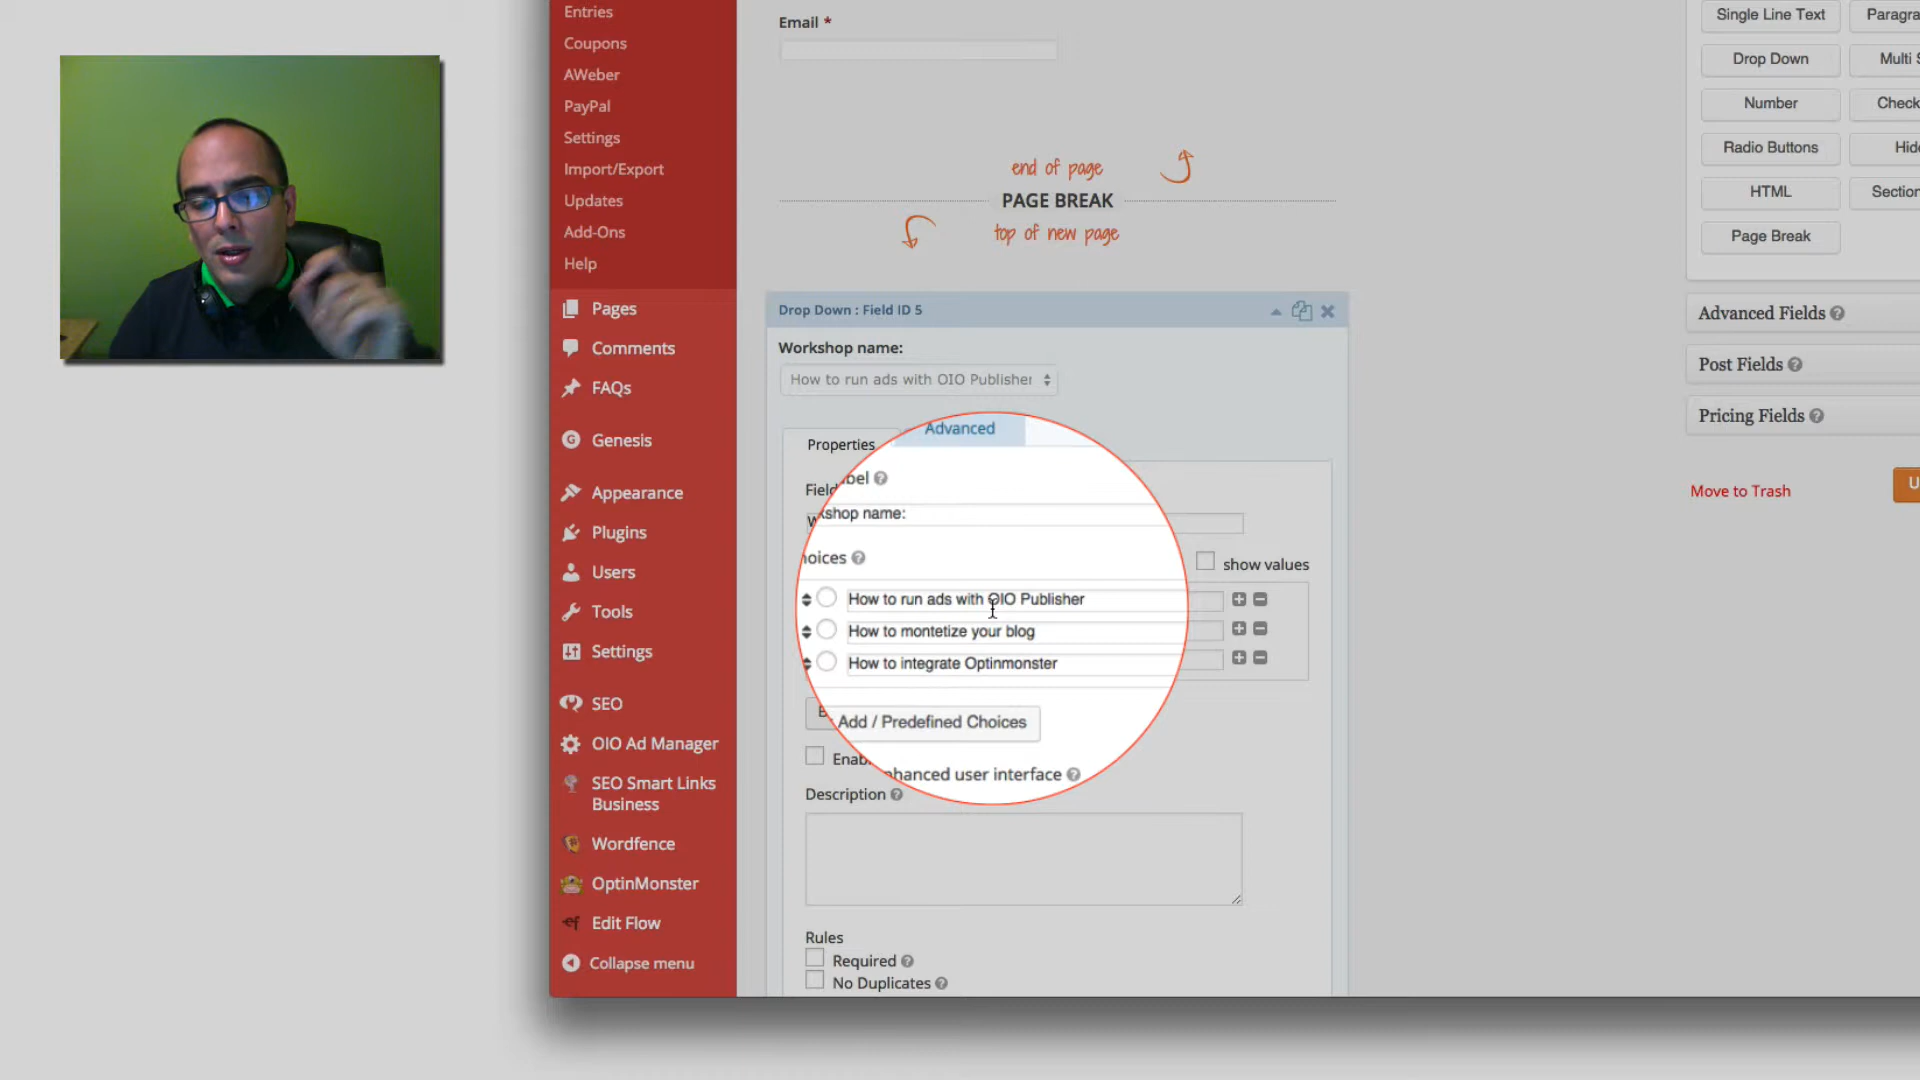 Entries
Coupons
AWeber
PayPal
Settings
Import/Export
Updates
Add-Ons
Help
Pages
Comments
FAQs
Genesis
Appearance
Plugins
Users
Tools
Settings
SEO
OIO Ad Manager
SEO Smart Links
Business
Wordfence
OptinMonster
Edit Flow
Collapse menu
Email *
end of page
PAGE BREAK
top of new page
Drop Down : Field ID 5
Workshop name:
How to run ads with OIO Publisher
Properties
Advanced
Field
bel
kshop name:
hoices
show values
How to run ads with OIO Publisher
How to montetize your blog
How to integrate Optinmonster
Add / Predefined Choices
Enab
nhanced user interface
Description
Rules
Required
No Duplicates
Single Line Text
Paragra
Drop Down
Multi S
Number
Check
Radio Buttons
Hid
HTML
Section
Page Break
Advanced Fields
Post Fields
Pricing Fields
Move to Trash
U